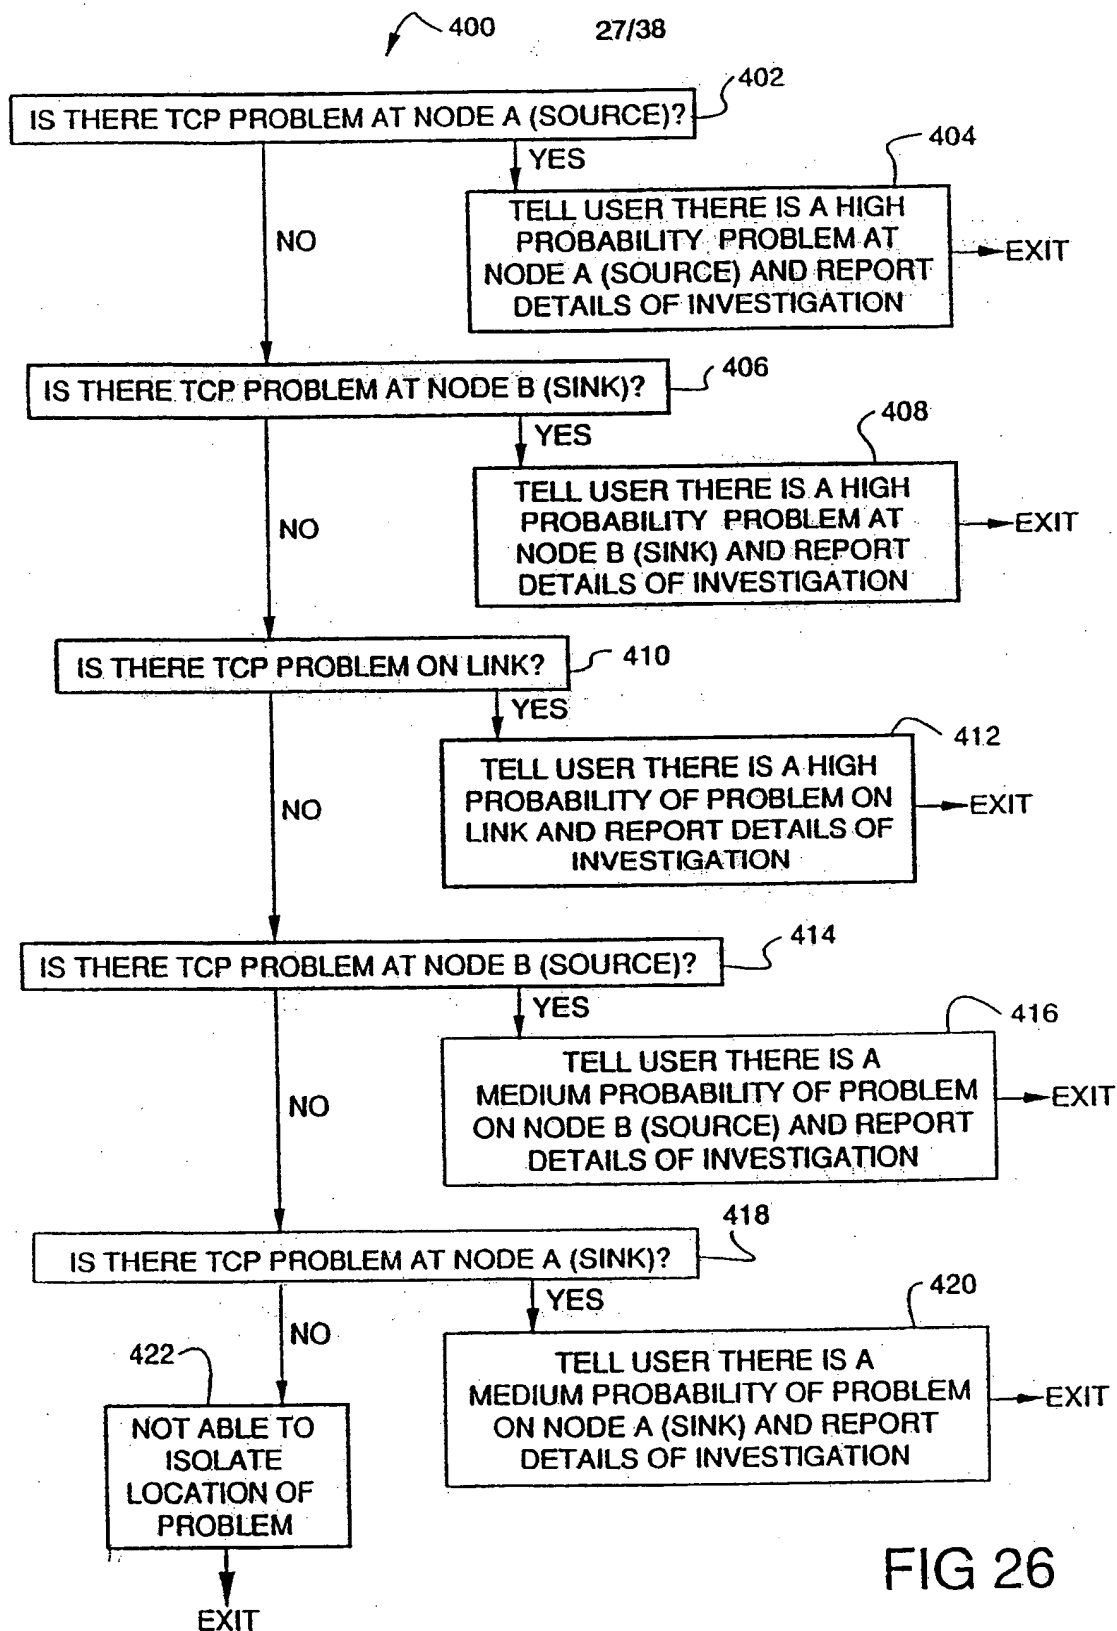 400
27/38
402
IS THERE TCP PROBLEM AT NODE A (SOURCE)?
YES
404
NO
TELL USER THERE IS A HIGH
PROBABILITY PROBLEM AT
NODE A (SOURCE) AND REPORT
DETAILS OF INVESTIGATION
EXIT
IS THERE TCP PROBLEM AT NODE B (SINK)?
406
YES
408
NO
TELL USER THERE IS A HIGH
PROBABILITY PROBLEM AT
NODE B (SINK) AND REPORT
DETAILS OF INVESTIGATION
EXIT
IS THERE TCP PROBLEM ON LINK?
410
YES
412
NO
TELL USER THERE IS A HIGH
PROBABILITY OF PROBLEM ON
LINK AND REPORT DETAILS OF
INVESTIGATION
EXIT
IS THERE TCP PROBLEM AT NODE B (SOURCE)?
414
YES
416
NO
TELL USER THERE IS A
MEDIUM PROBABILITY OF PROBLEM
ON NODE B (SOURCE) AND REPORT
DETAILS OF INVESTIGATION
EXIT
IS THERE TCP PROBLEM AT NODE A (SINK)?
418
YES
420
NO
422
TELL USER THERE IS A
MEDIUM PROBABILITY OF PROBLEM
ON NODE A (SINK) AND REPORT
DETAILS OF INVESTIGATION
EXIT
NOT ABLE TO
ISOLATE
LOCATION OF
PROBLEM
EXIT
FIG 26